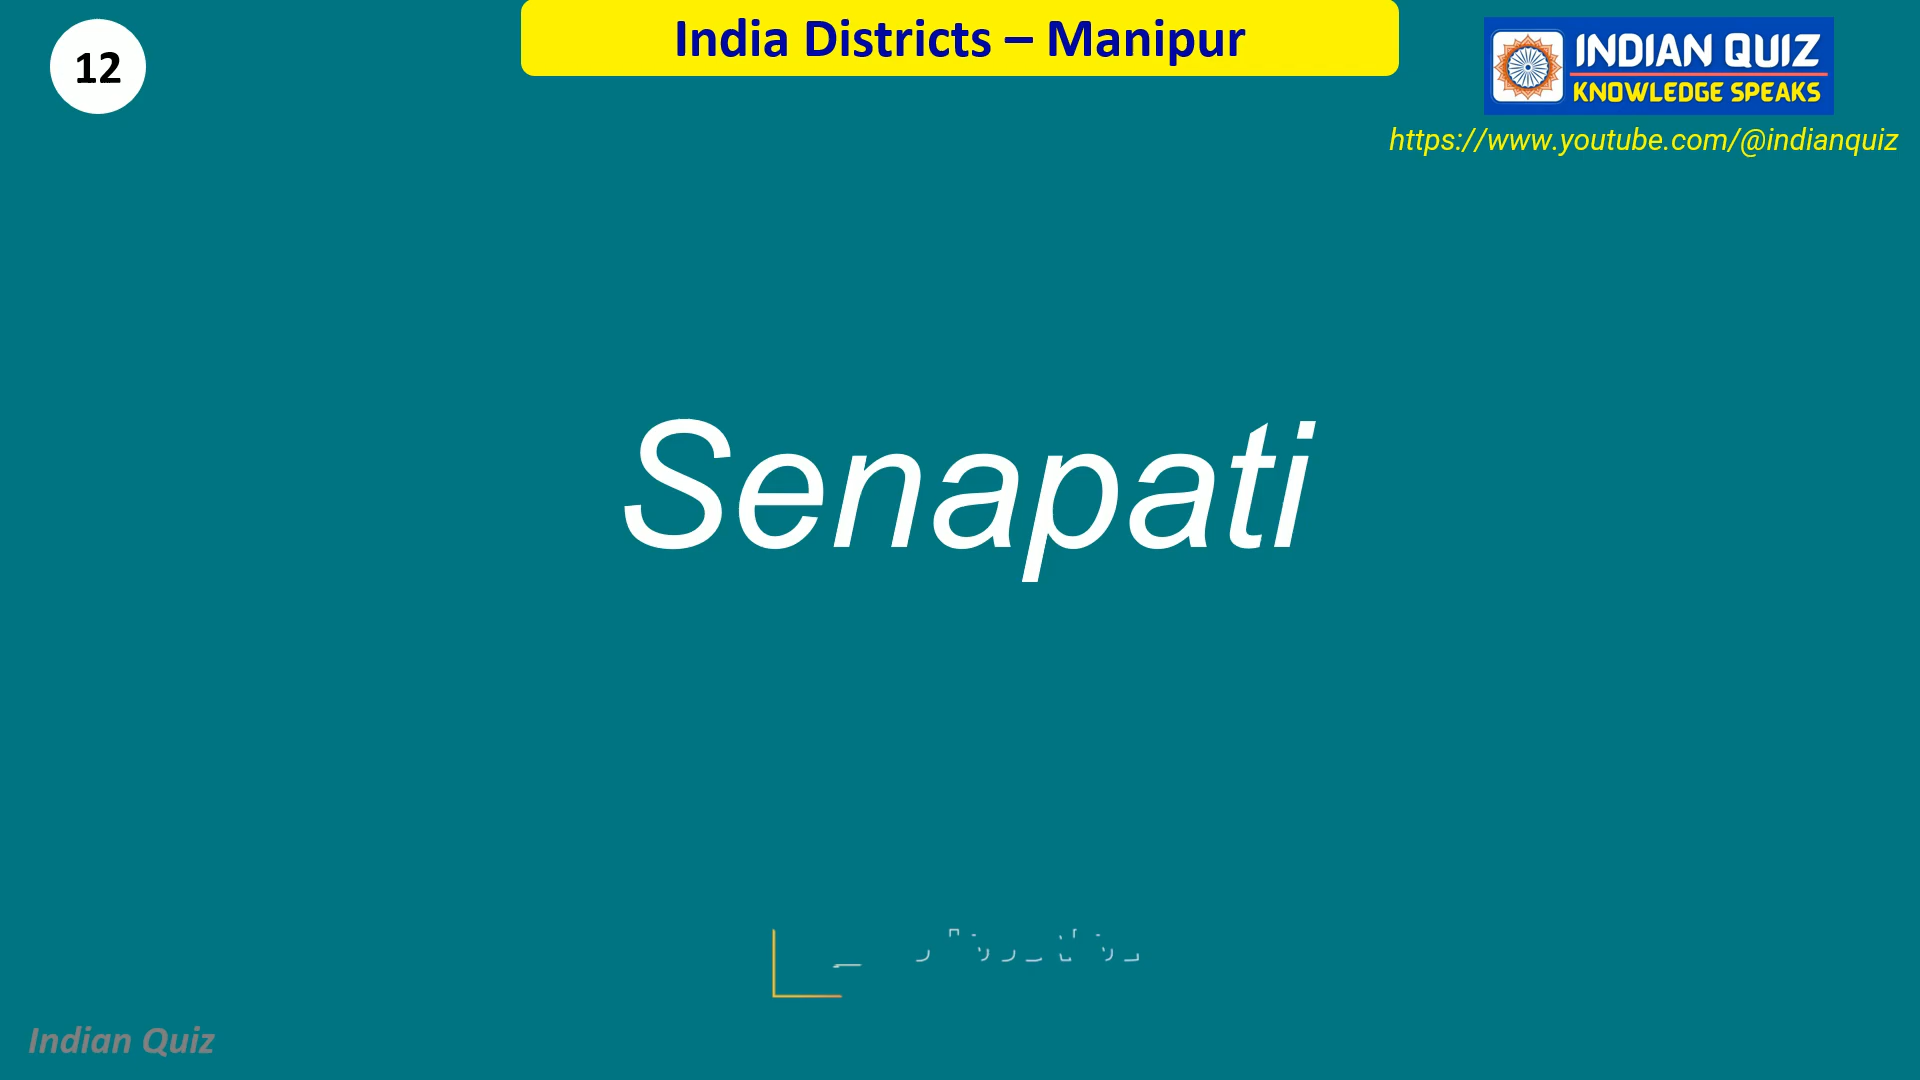 12
India Districts – Manipur
INDIAN QUIZ
KNOWLEDGE SPEAKS
https://www.youtube.com/@indianquiz
Senapati
Indian Quiz